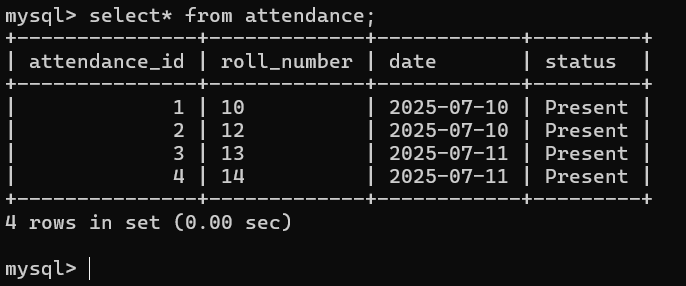 mysql> select* from attendance;
+---------------+-------------+------------+---------+
| attendance_id | roll_number | date       | status  |
+---------------+-------------+------------+---------+
|             1 | 10          | 2025-07-10 | Present |
|             2 | 12          | 2025-07-10 | Present |
|             3 | 13          | 2025-07-11 | Present |
|             4 | 14          | 2025-07-11 | Present |
+---------------+-------------+------------+---------+
4 rows in set (0.00 sec)
mysql>